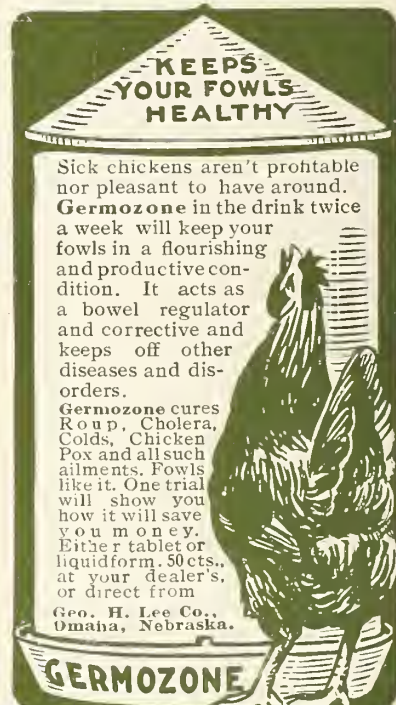 KEEPS
YOUR FOWLS
HEALTHY
Sick chickens aren't profitable
nor pleasant to have around.
Germozone in the drink twice
a week will keep your
fowls in a flourishing
and productive con-
dition. It acts as
a bowel regulator
and corrective and
keeps off other
diseases and dis-
orders.
Germozone cures
Roup, Cholera,
Colds, Chicken
Pox and all such
ailments. Fowls
like it. One trial
will show you
how it will save
you money.
Either tablet or
liquid form. 50 cts.,
at your dealer's,
or direct from
Geo. H. Lee Co.,
Omaha, Nebraska.
GERMOZONE